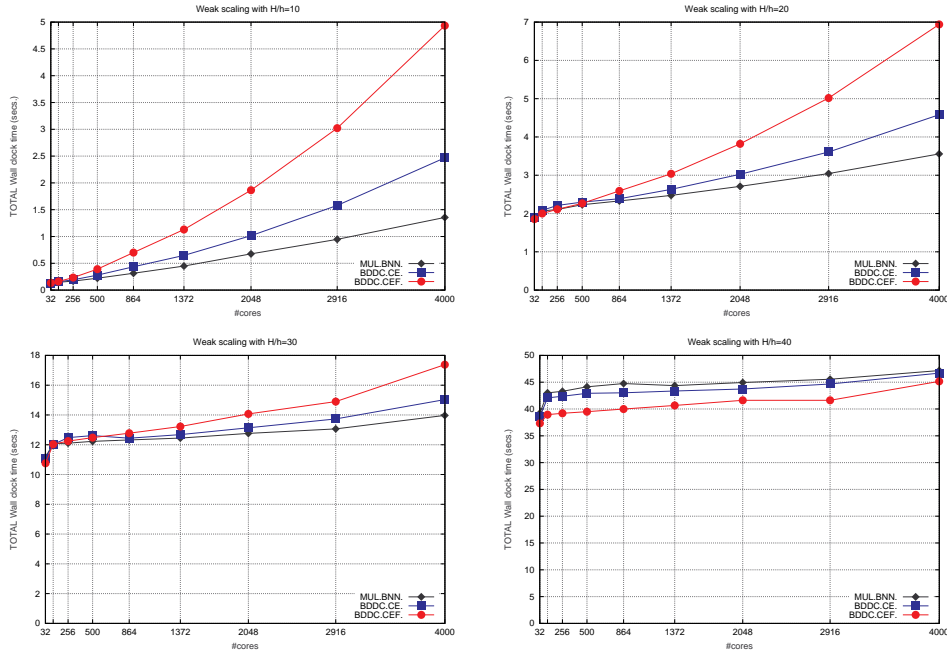 Weak scaling with H/h=10
TOTAL Wall clock time (secs.)
5
4.5
4
3.5
3
2.5
2
1.5
1
0.5
0
MUL.BNN.
BDDC.CE.
BDDC.CEF.
32 256 500 864 1372 2048 2916 4000
#cores
Weak scaling with H/h=20
TOTAL Wall clock time (secs.)
7
6
5
4
3
2
1
0
MUL.BNN.
BDDC.CE.
BDDC.CEF.
32 256 500 864 1372 2048 2916 4000
#cores
Weak scaling with H/h=30
TOTAL Wall clock time (secs.)
18
16
14
12
10
8
6
4
2
0
MUL.BNN.
BDDC.CE.
BDDC.CEF.
32 256 500 864 1372 2048 2916 4000
#cores
Weak scaling with H/h=40
TOTAL Wall clock time (secs.)
50
45
40
35
30
25
20
15
10
5
0
MUL.BNN.
BDDC.CE.
BDDC.CEF.
32 256 500 864 1372 2048 2916 4000
#cores